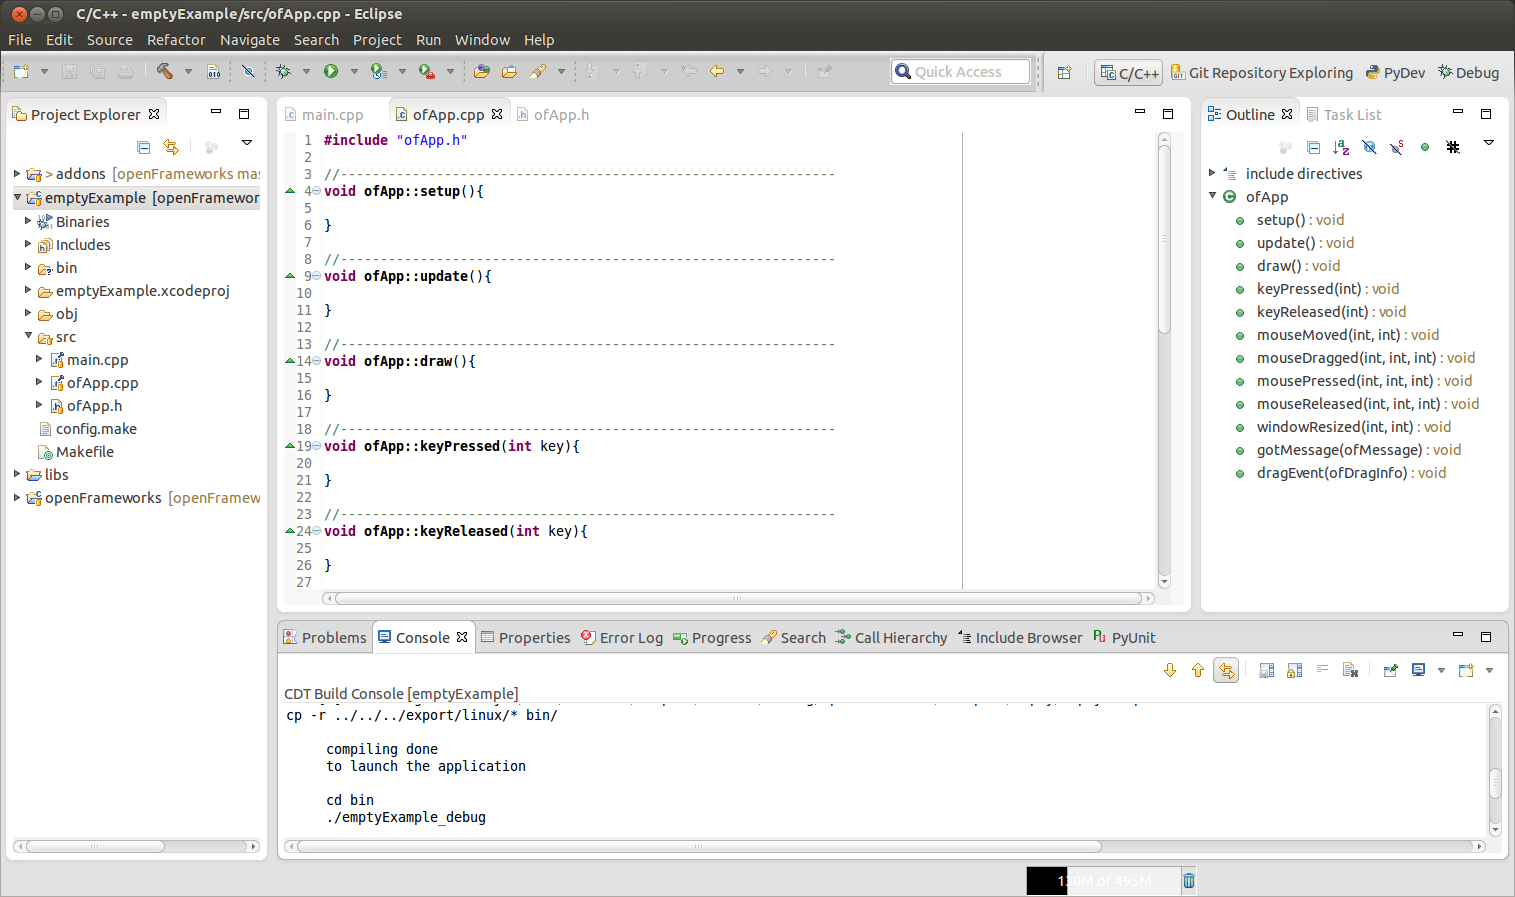 C/C++ - emptyExample/src/ofApp.cpp - Eclipse
File Edit Source Refactor Navigate Search Project Run Window Help
Quick Access
C/C++ Git Repository Exploring PyDev Debug
Project Explorer
> addons [openFrameworks mas
emptyExample [openFramewor
Binaries
Includes
bin
emptyExample.xcodeproj
obj
src
main.cpp
ofApp.cpp
ofApp.h
config.make
Makefile
libs
openFrameworks [openFramew
main.cpp ofApp.cpp ofApp.h
1 #include "ofApp.h"
2
3 //--------------------------------------------------------------
4 void ofApp::setup(){
5
6 }
7
8 //--------------------------------------------------------------
9 void ofApp::update(){
10
11 }
12
13 //--------------------------------------------------------------
14 void ofApp::draw(){
15
16 }
17
18 //--------------------------------------------------------------
19 void ofApp::keyPressed(int key){
20
21 }
22
23 //--------------------------------------------------------------
24 void ofApp::keyReleased(int key){
25
26 }
27
Outline Task List
include directives
ofApp
setup() : void
update() : void
draw() : void
keyPressed(int) : void
keyReleased(int) : void
mouseMoved(int, int) : void
mouseDragged(int, int, int) : void
mousePressed(int, int, int) : void
mouseReleased(int, int, int) : void
windowResized(int, int) : void
gotMessage(ofMessage) : void
dragEvent(ofDragInfo) : void
Problems Console Properties Error Log Progress Search Call Hierarchy Include Browser PyUnit
CDT Build Console [emptyExample]
cp -r ../../../export/linux/* bin/
compiling done
to launch the application
cd bin
./emptyExample_debug
130M of 495M